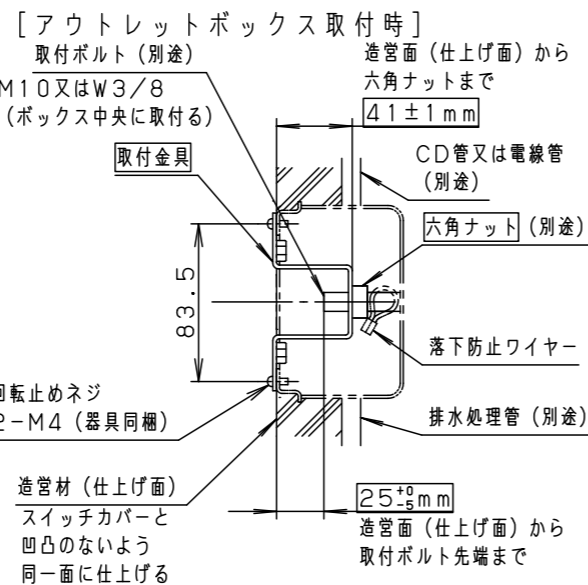 [アウトレットボックス取付時]
取付ボルト（別途）
M10又はW3/8
（ボックス中央に取付る）
造営面（仕上げ面）から
六角ナットまで
41±1mm
取付金具
CD管又は電線管
（別途）
六角ナット（別途）
83.5
落下防止ワイヤー
回転止めネジ
2-M4（器具同梱）
排水処理管（別途）
造営材（仕上げ面）
スイッチカバーと
凹凸のないよう
同一面に仕上げる
25+0-5mm
造営面（仕上げ面）から
取付ボルト先端まで